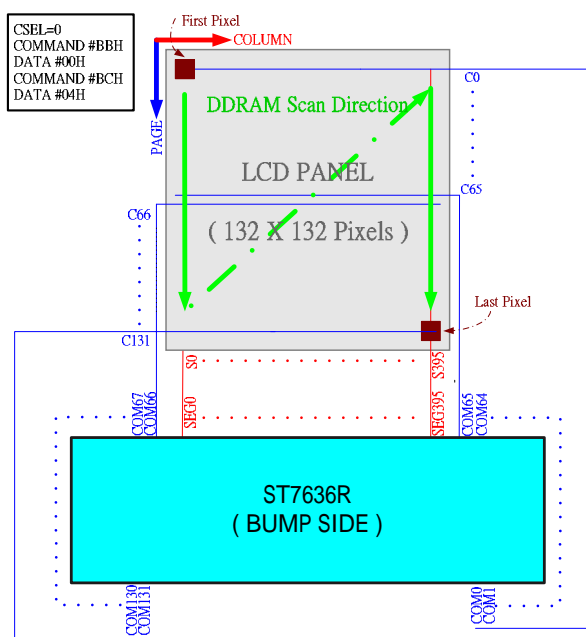 CSEL=0
COMMAND #BBH
DATA #00H
COMMAND #BCH
DATA #04H
First Pixel
COLUMN
PAGE
C0
DDRAM Scan Direction
LCD PANEL
C65
C66
( 132 X 132 Pixels )
Last Pixel
C131
S0
S395
COM67
COM66
SEG0
SEG395
COM65
COM64
ST7636R
( BUMP SIDE )
COM130
COM131
COM0
COM1